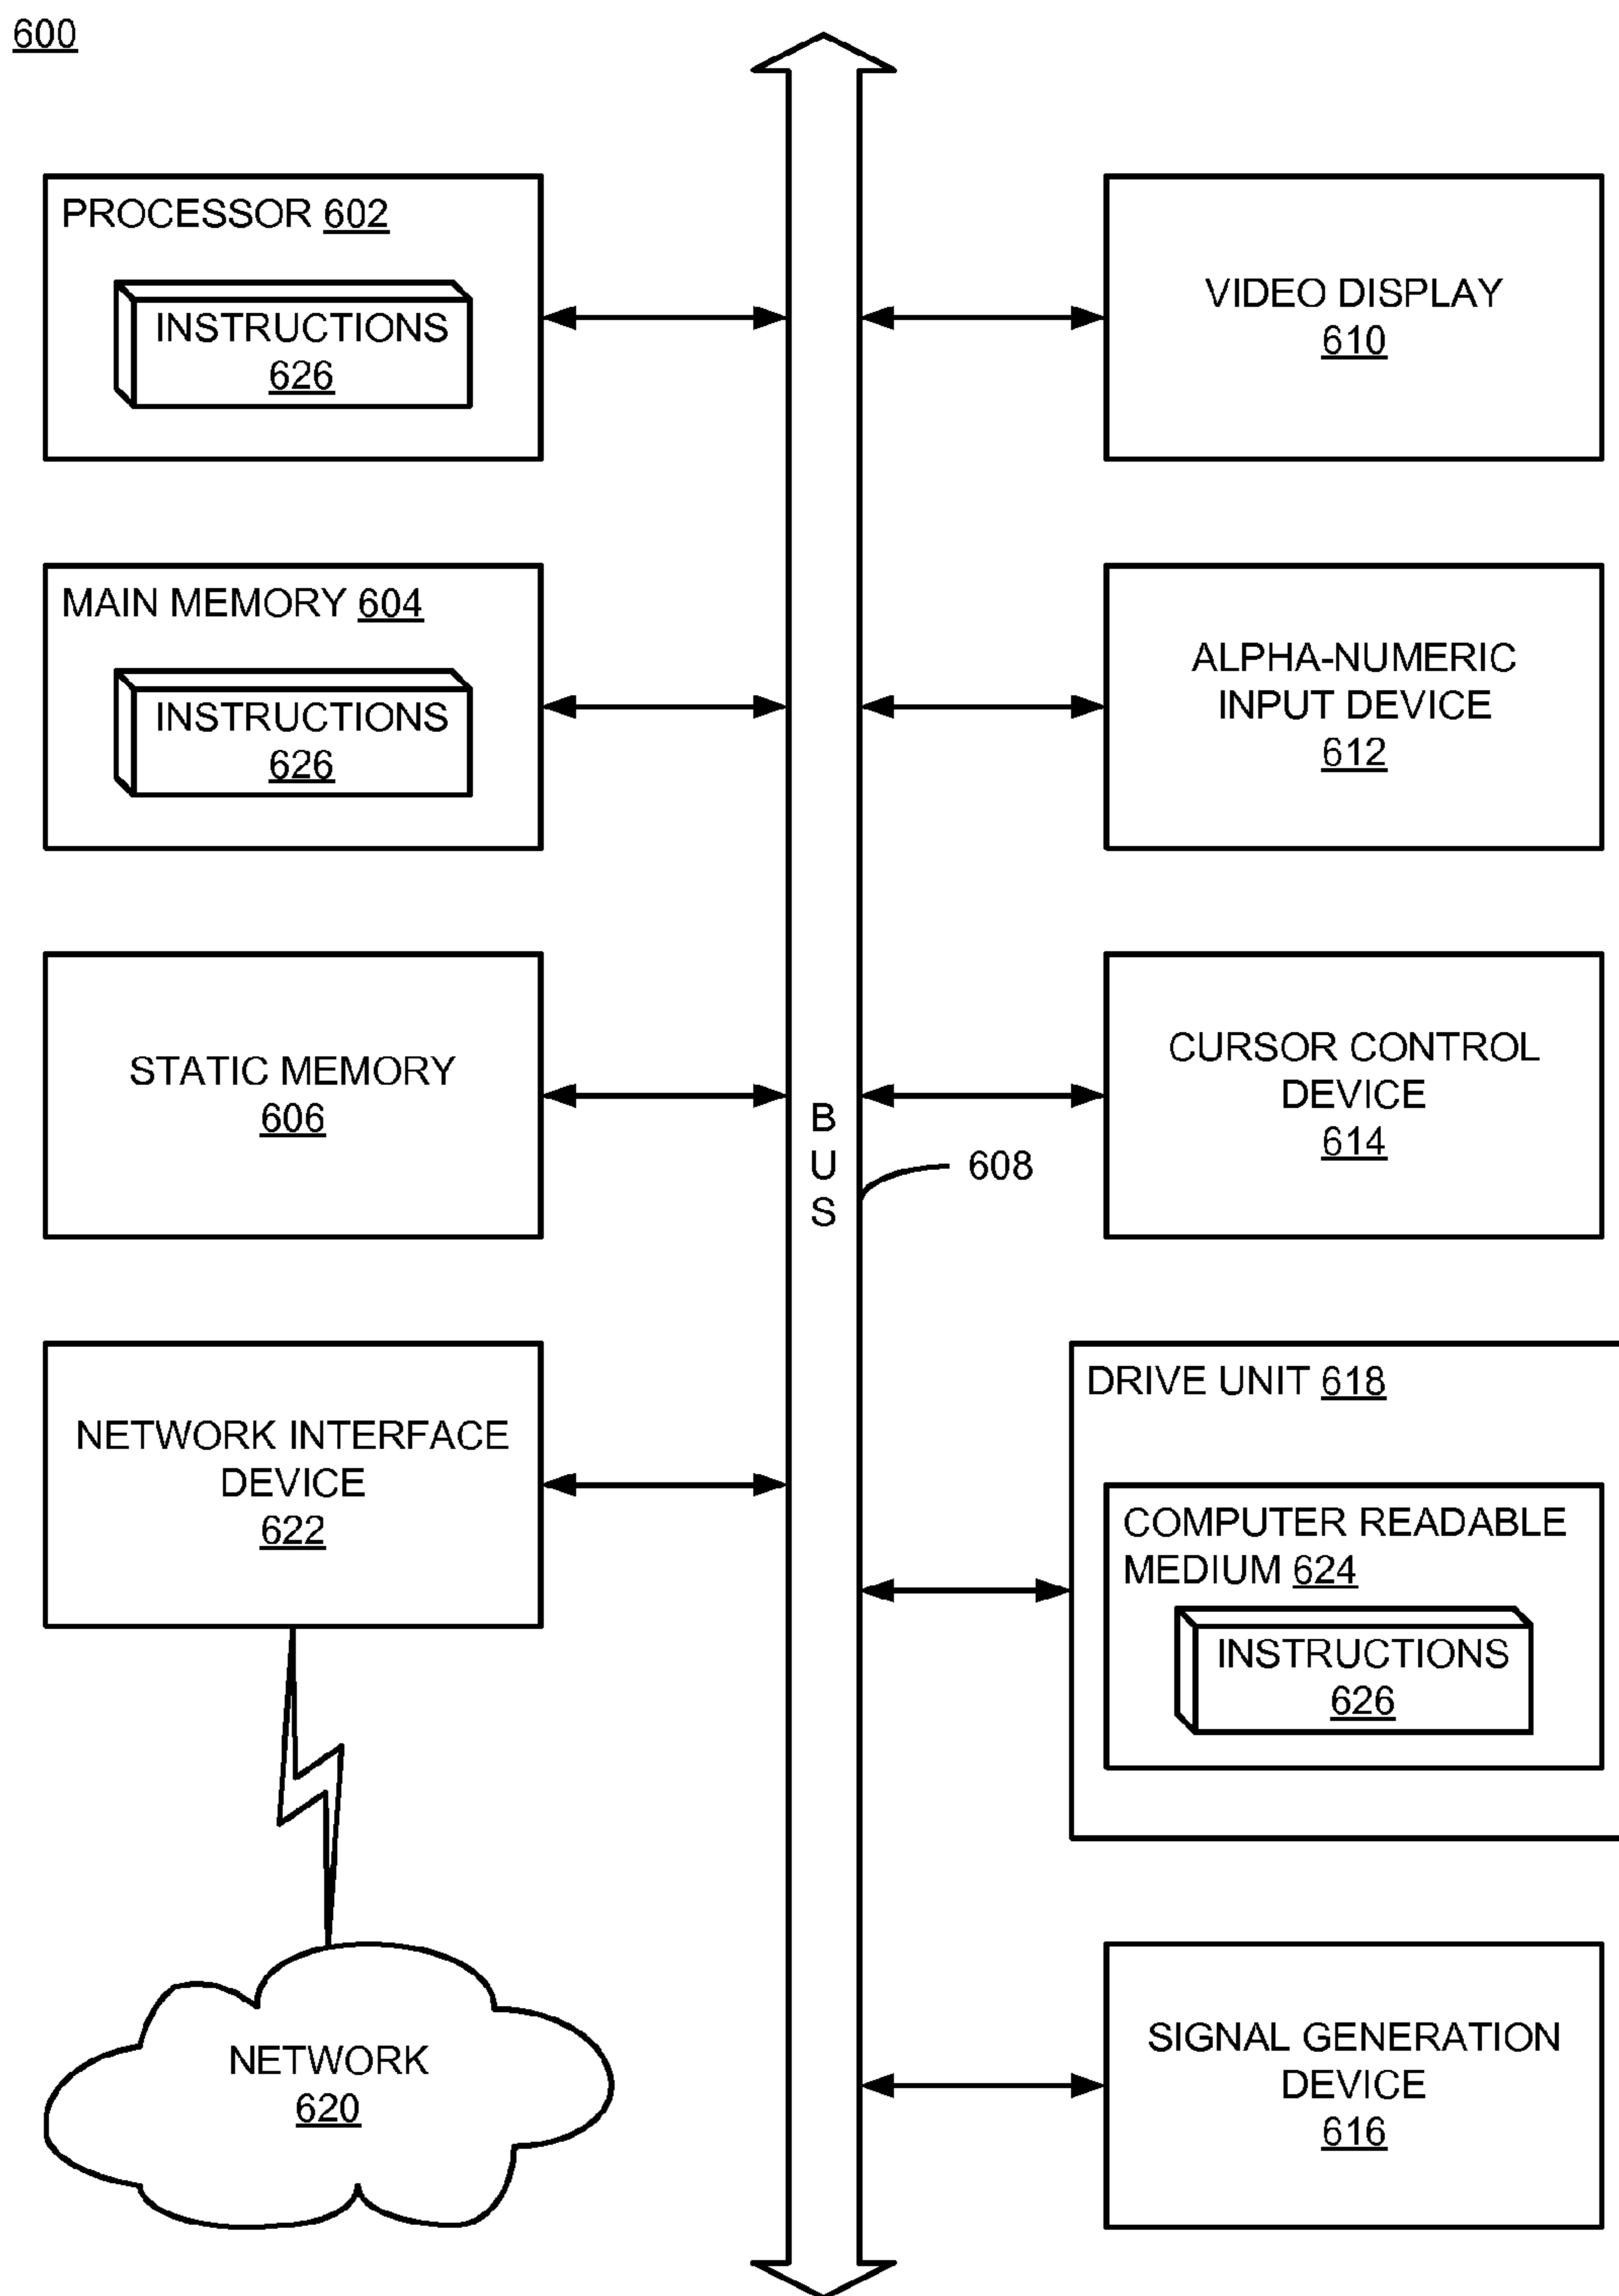 600
PROCESSOR 602
INSTRUCTIONS
626
VIDEO DISPLAY
610
MAIN MEMORY 604
INSTRUCTIONS
626
ALPHA-NUMERIC
INPUT DEVICE
612
STATIC MEMORY
606
B
U
S
608
CURSOR CONTROL
DEVICE
614
NETWORK INTERFACE
DEVICE
622
DRIVE UNIT 618
COMPUTER READABLE
MEDIUM 624
INSTRUCTIONS
626
NETWORK
620
SIGNAL GENERATION
DEVICE
616